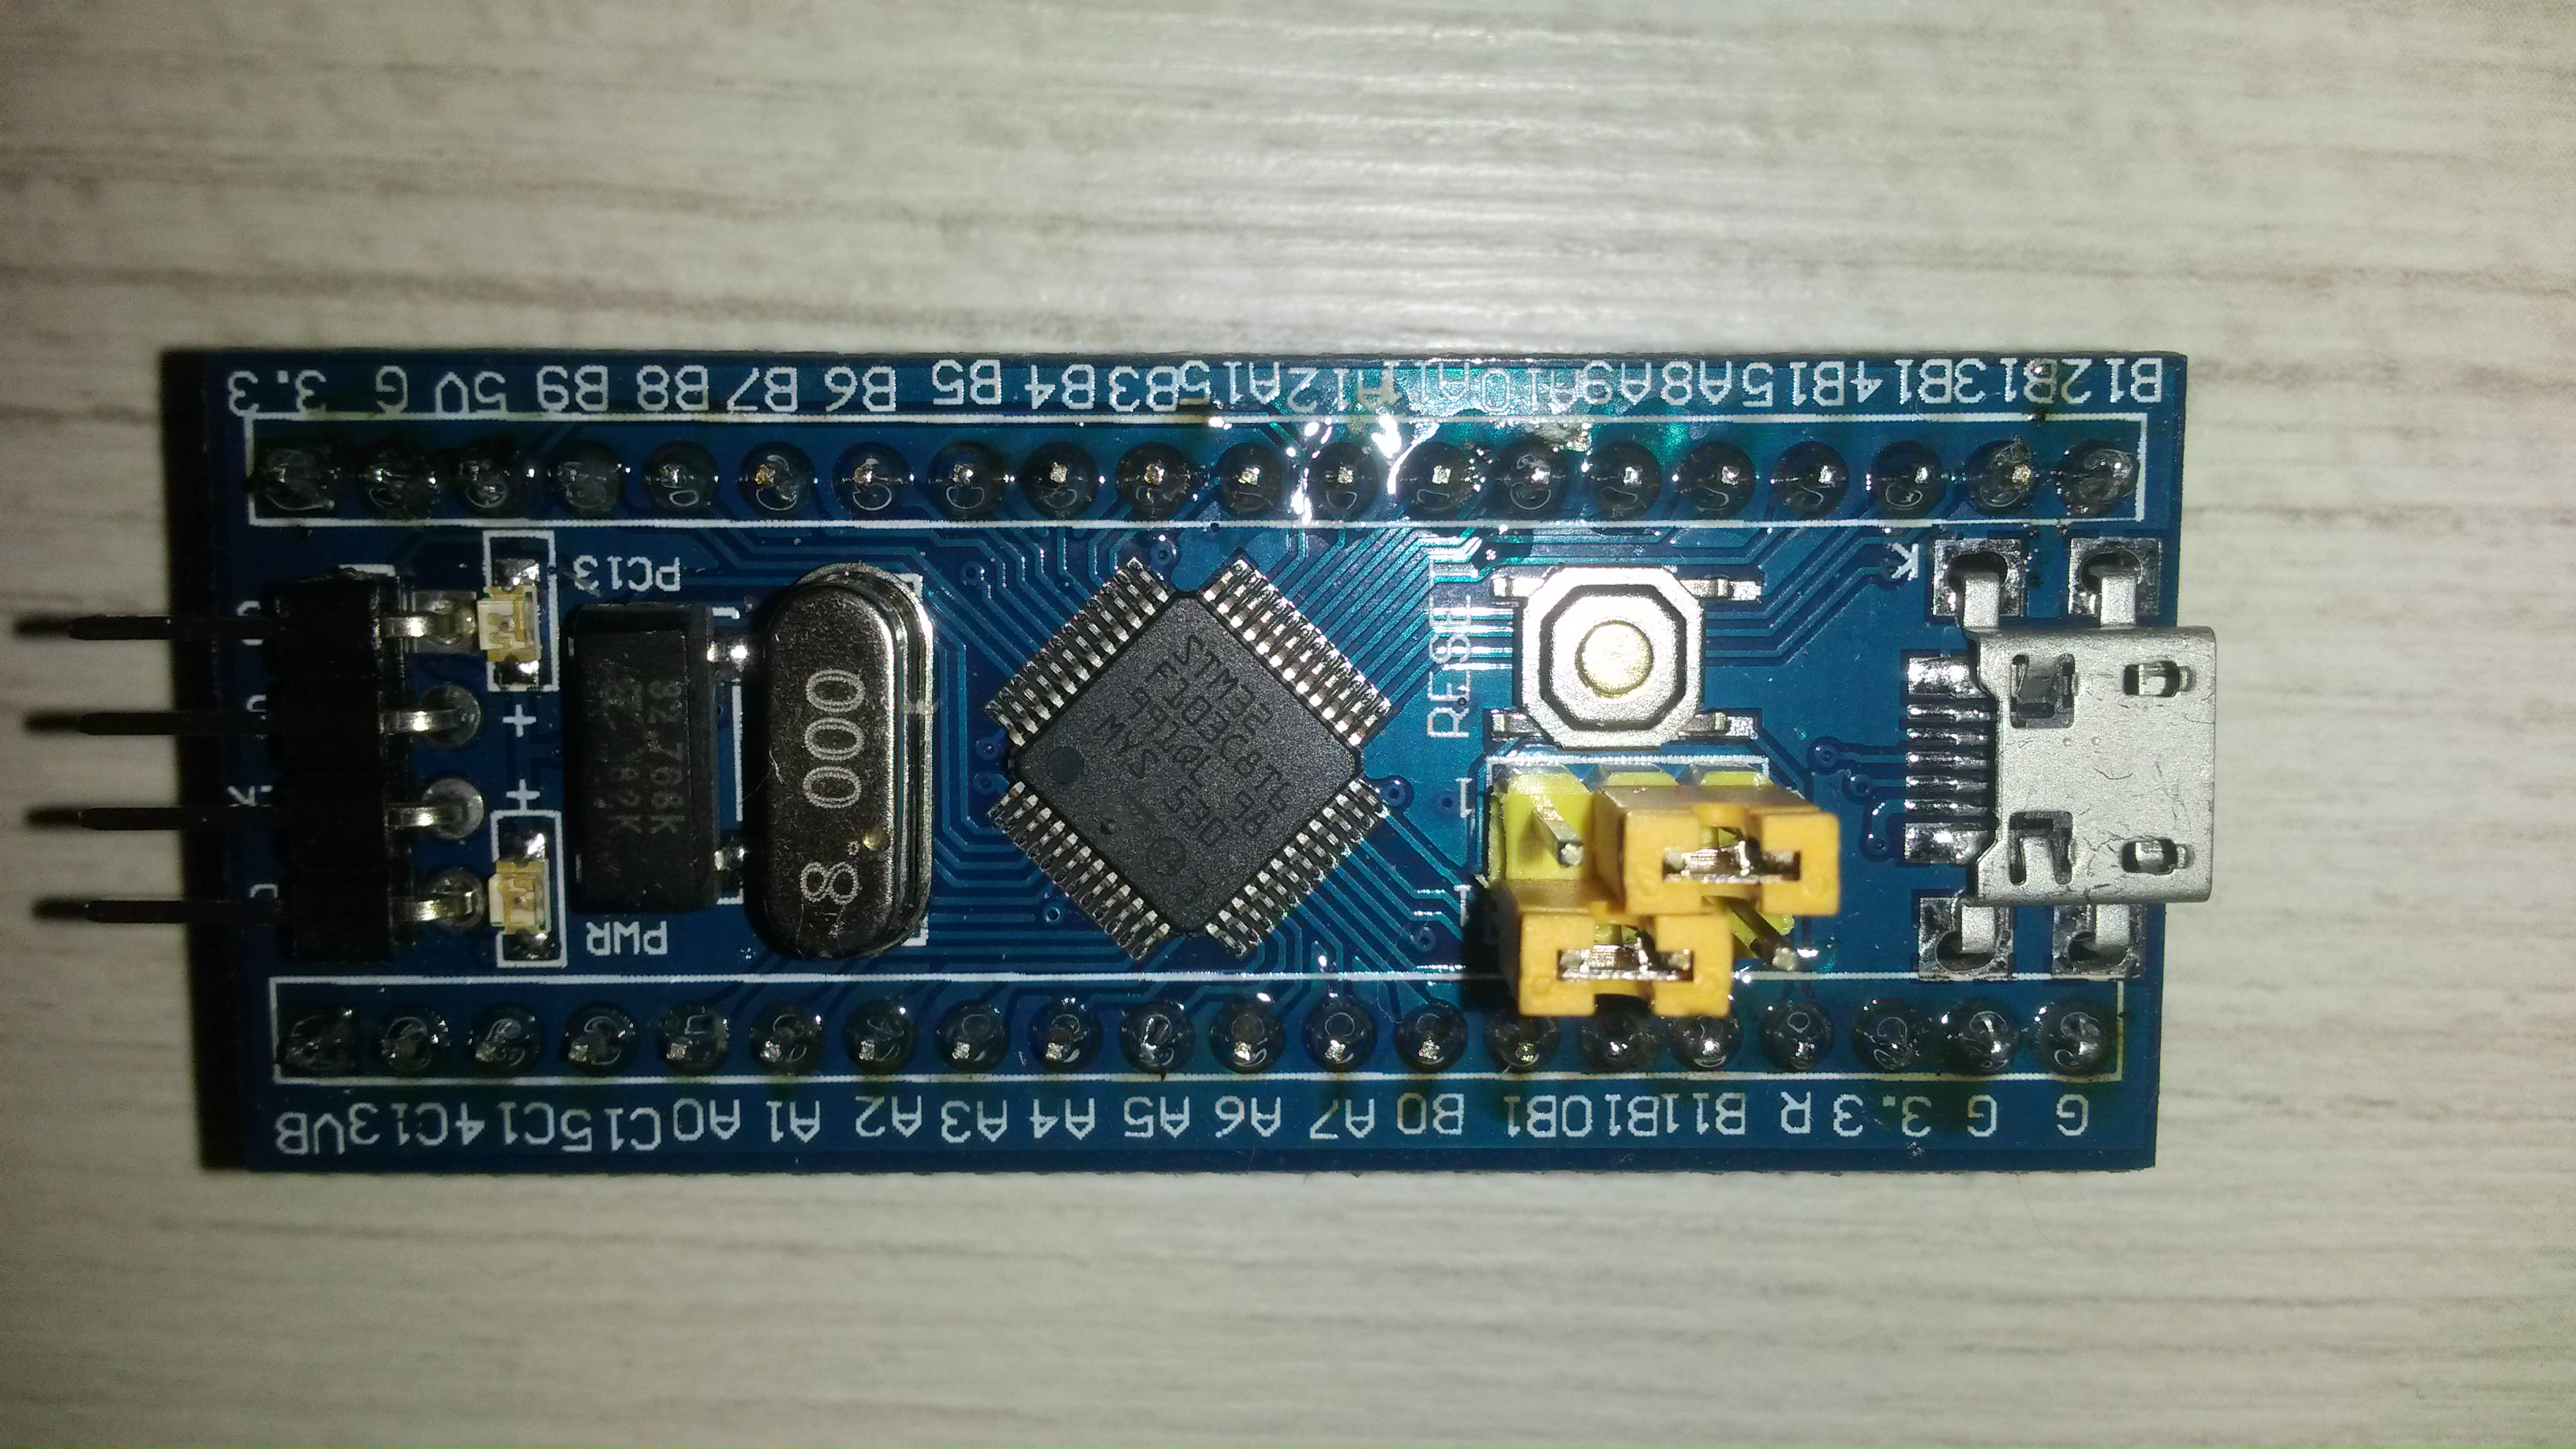 G G 3.3 R B11 B10 B1 B0 A7 A6 A5 A4 A3 A2 A1 A0 C15 C14 C13 VB
PWR
1
1
RESET
STM32
F103C8T6
8.000
32.768K
PC13
+
+
K
B12 B13 B14 B15 A8 A9 A10 A11 A12 A15 B3 B4 B5 B6 B7 B8 B9 5V G 3.3